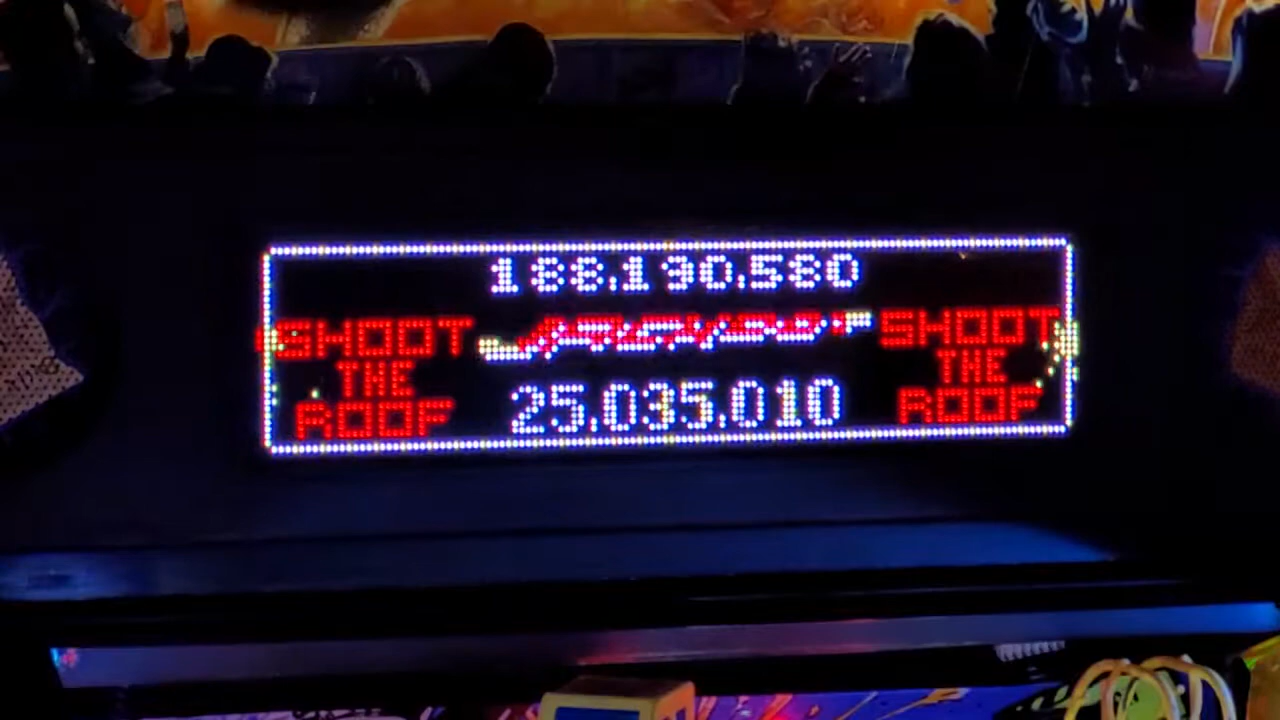 188,190,580
SHOOT
THE
ROOF
SHOOT
THE
ROOF
25,035,010